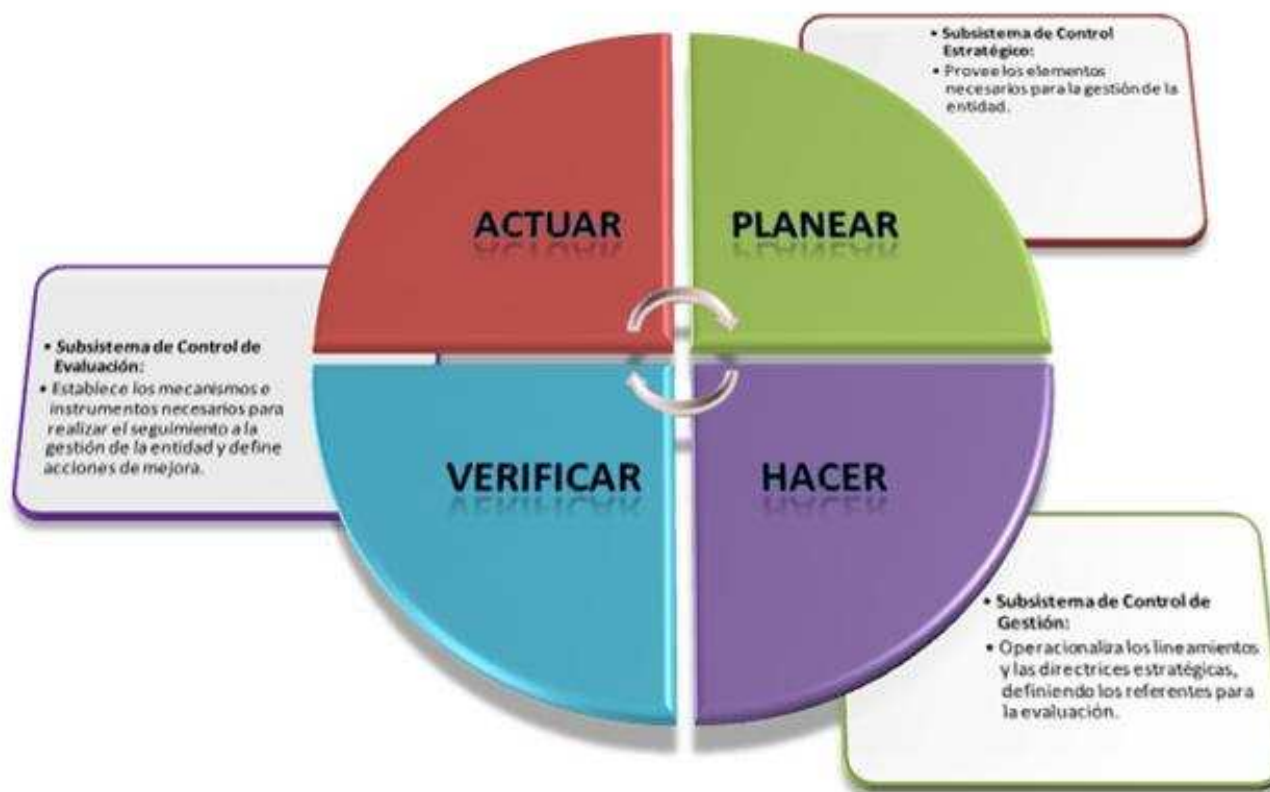 • Subsistema de Control
Estratégico:
• Provee los elementos
necesarios para la gestión de la
entidad.
ACTUAR
PLANEAR
• Subsistema de Control de
Evaluación:
• Establece los mecanismos e
instrumentos necesarios para
realizar el seguimiento a la
gestión de la entidad y define
acciones de mejora.
VERIFICAR
HACER
• Subsistema de Control de
Gestión:
• Operacionaliza los lineamientos
y las directrices estratégicas,
definiendo los referentes para
la evaluación.